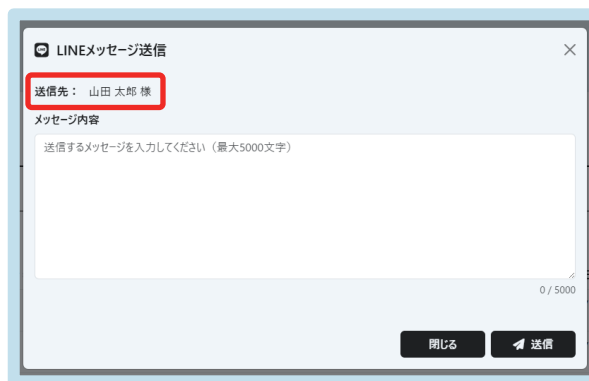 LINEメッセージ送信
送信先： 山田 太郎 様
メッセージ内容
送信するメッセージを入力してください（最大5000文字）
0 / 5000
閉じる 送信